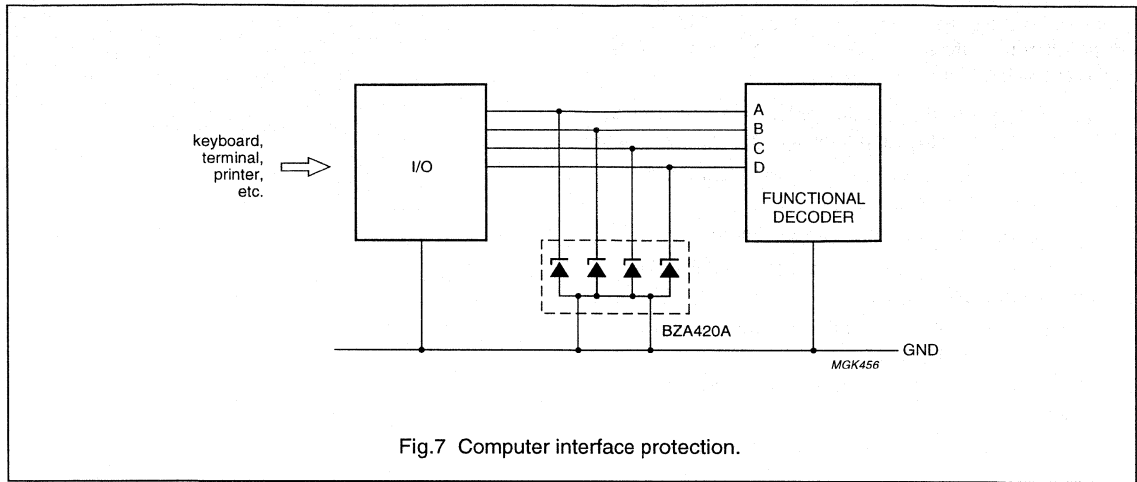 keyboard,
terminal,
printer,
etc.
I/O
A
B
C
D
FUNCTIONAL
DECODER
BZA420A
GND
MGK456
Fig.7 Computer interface protection.